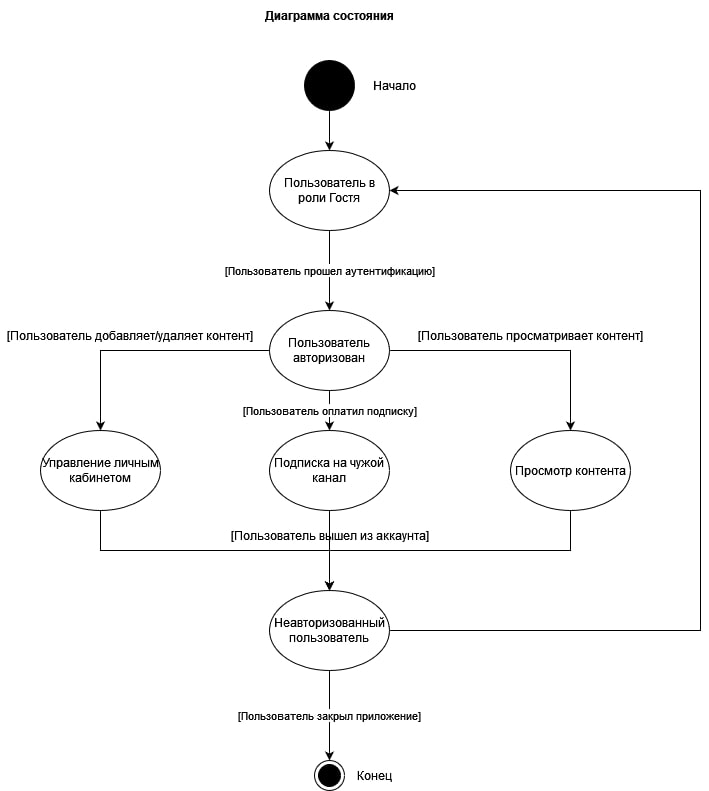 Диаграмма состояния
Начало
Пользователь в
роли Гостя
[Пользователь прошел аутентификацию]
[Пользователь добавляет/удаляет контент]
Пользователь
авторизован
[Пользователь просматривает контент]
[Пользователь оплатил подписку]
Управление личным
кабинетом
Подписка на чужой
канал
Просмотр контента
[Пользователь вышел из аккаунта]
Неавторизованный
пользователь
[Пользователь закрыл приложение]
Конец